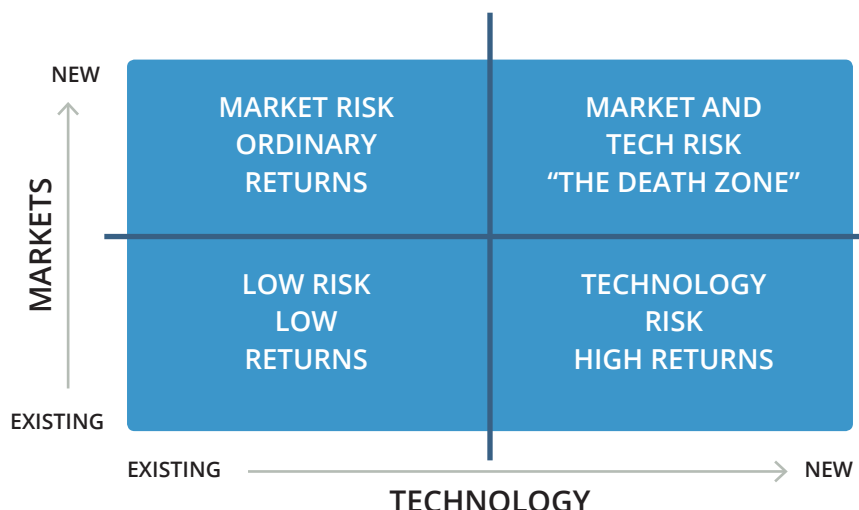 NEW
MARKET RISK
ORDINARY
RETURNS
MARKET AND
TECH RISK
“THE DEATH ZONE”
MARKETS
LOW RISK
LOW
RETURNS
TECHNOLOGY
RISK
HIGH RETURNS
EXISTING
EXISTING
NEW
TECHNOLOGY